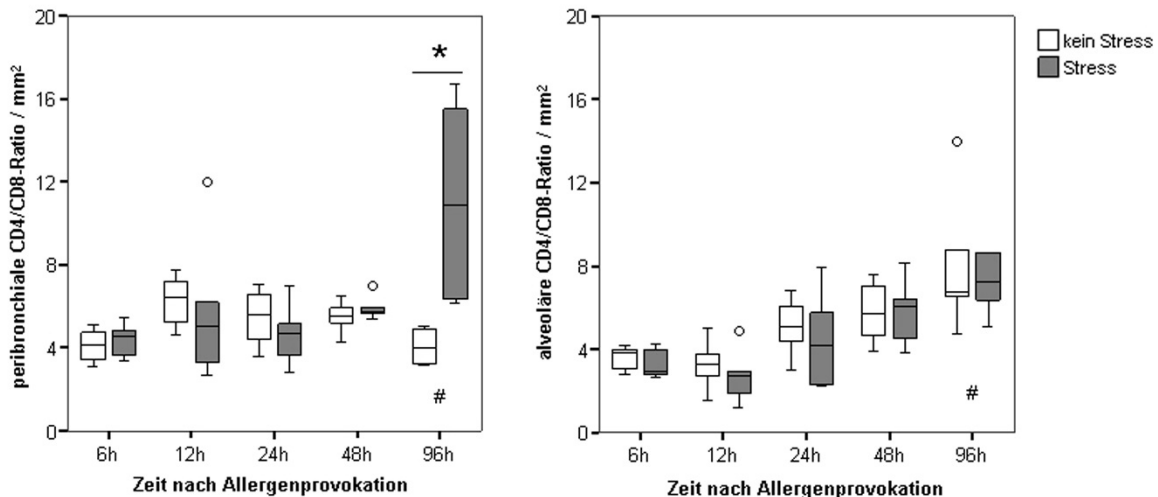 peribronchiale CD4/CD8-Ratio / mm²
20
16
12
8
4
0
*
#
6h
12h
24h
48h
96h
Zeit nach Allergenprovokation
alveoläre CD4/CD8-Ratio / mm²
20
16
12
8
4
0
#
6h
12h
24h
48h
96h
Zeit nach Allergenprovokation
kein Stress
Stress